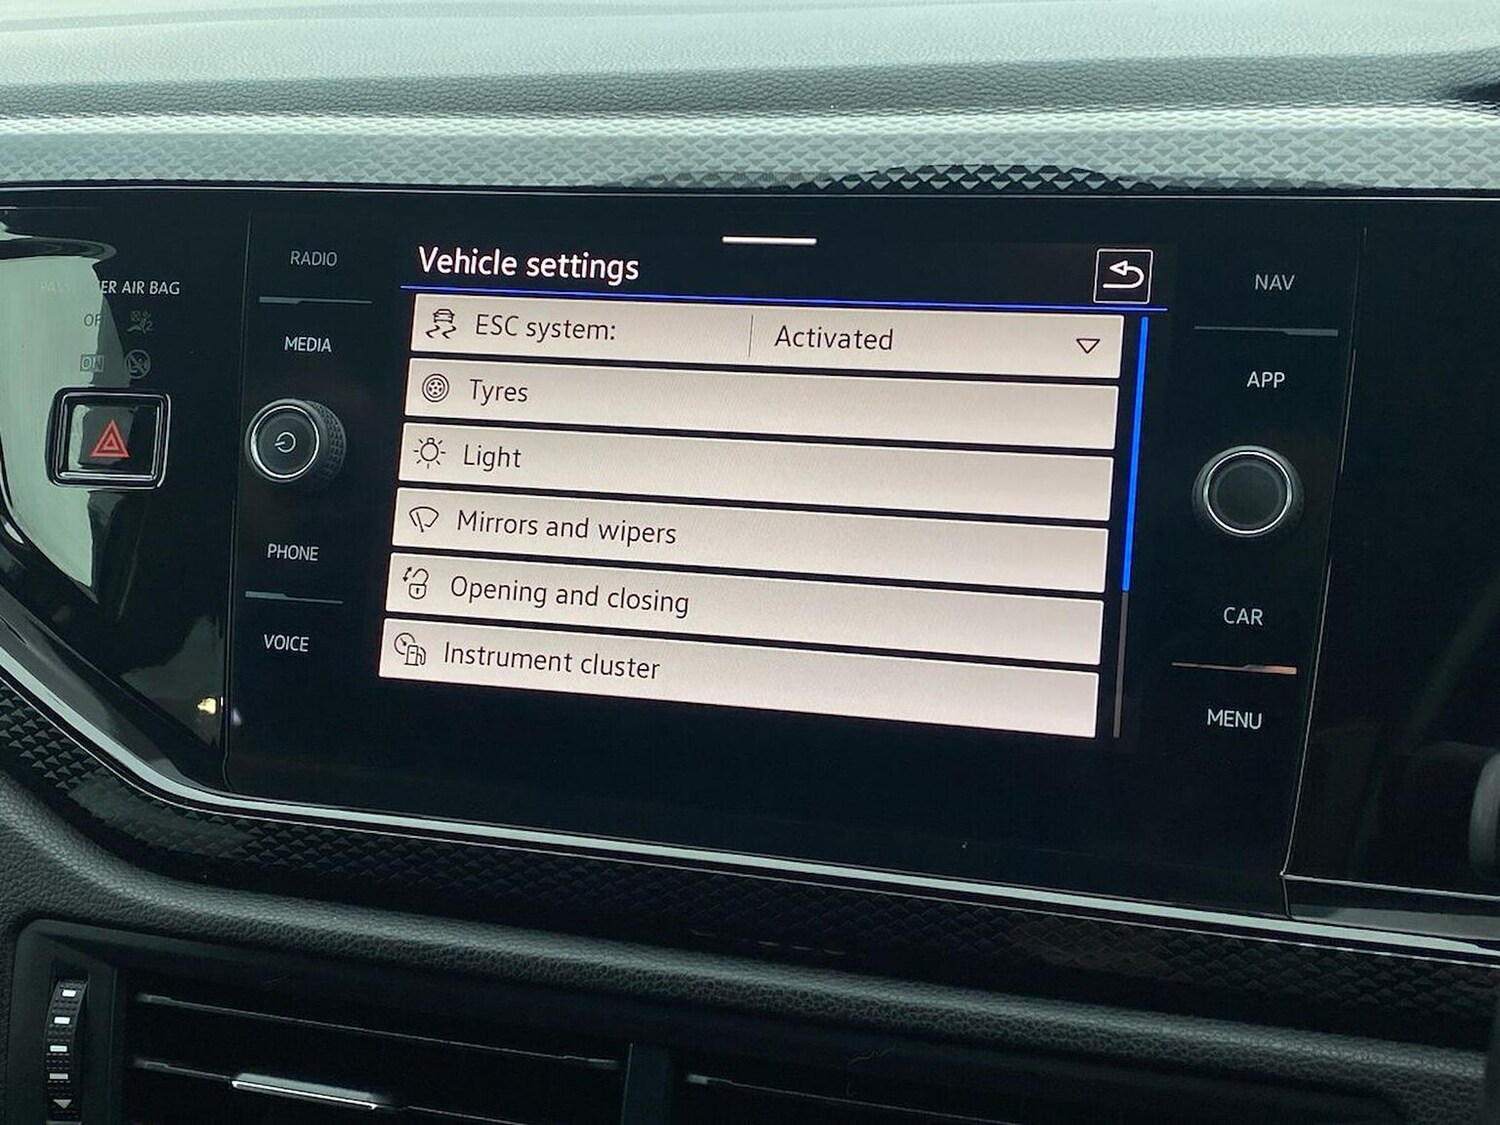 Vehicle settings
ESC system: Activated
Tyres
Light
Mirrors and wipers
Opening and closing
Instrument cluster
RADIO
MEDIA
PHONE
VOICE
NAV
APP
CAR
MENU
AIR BAG
ON